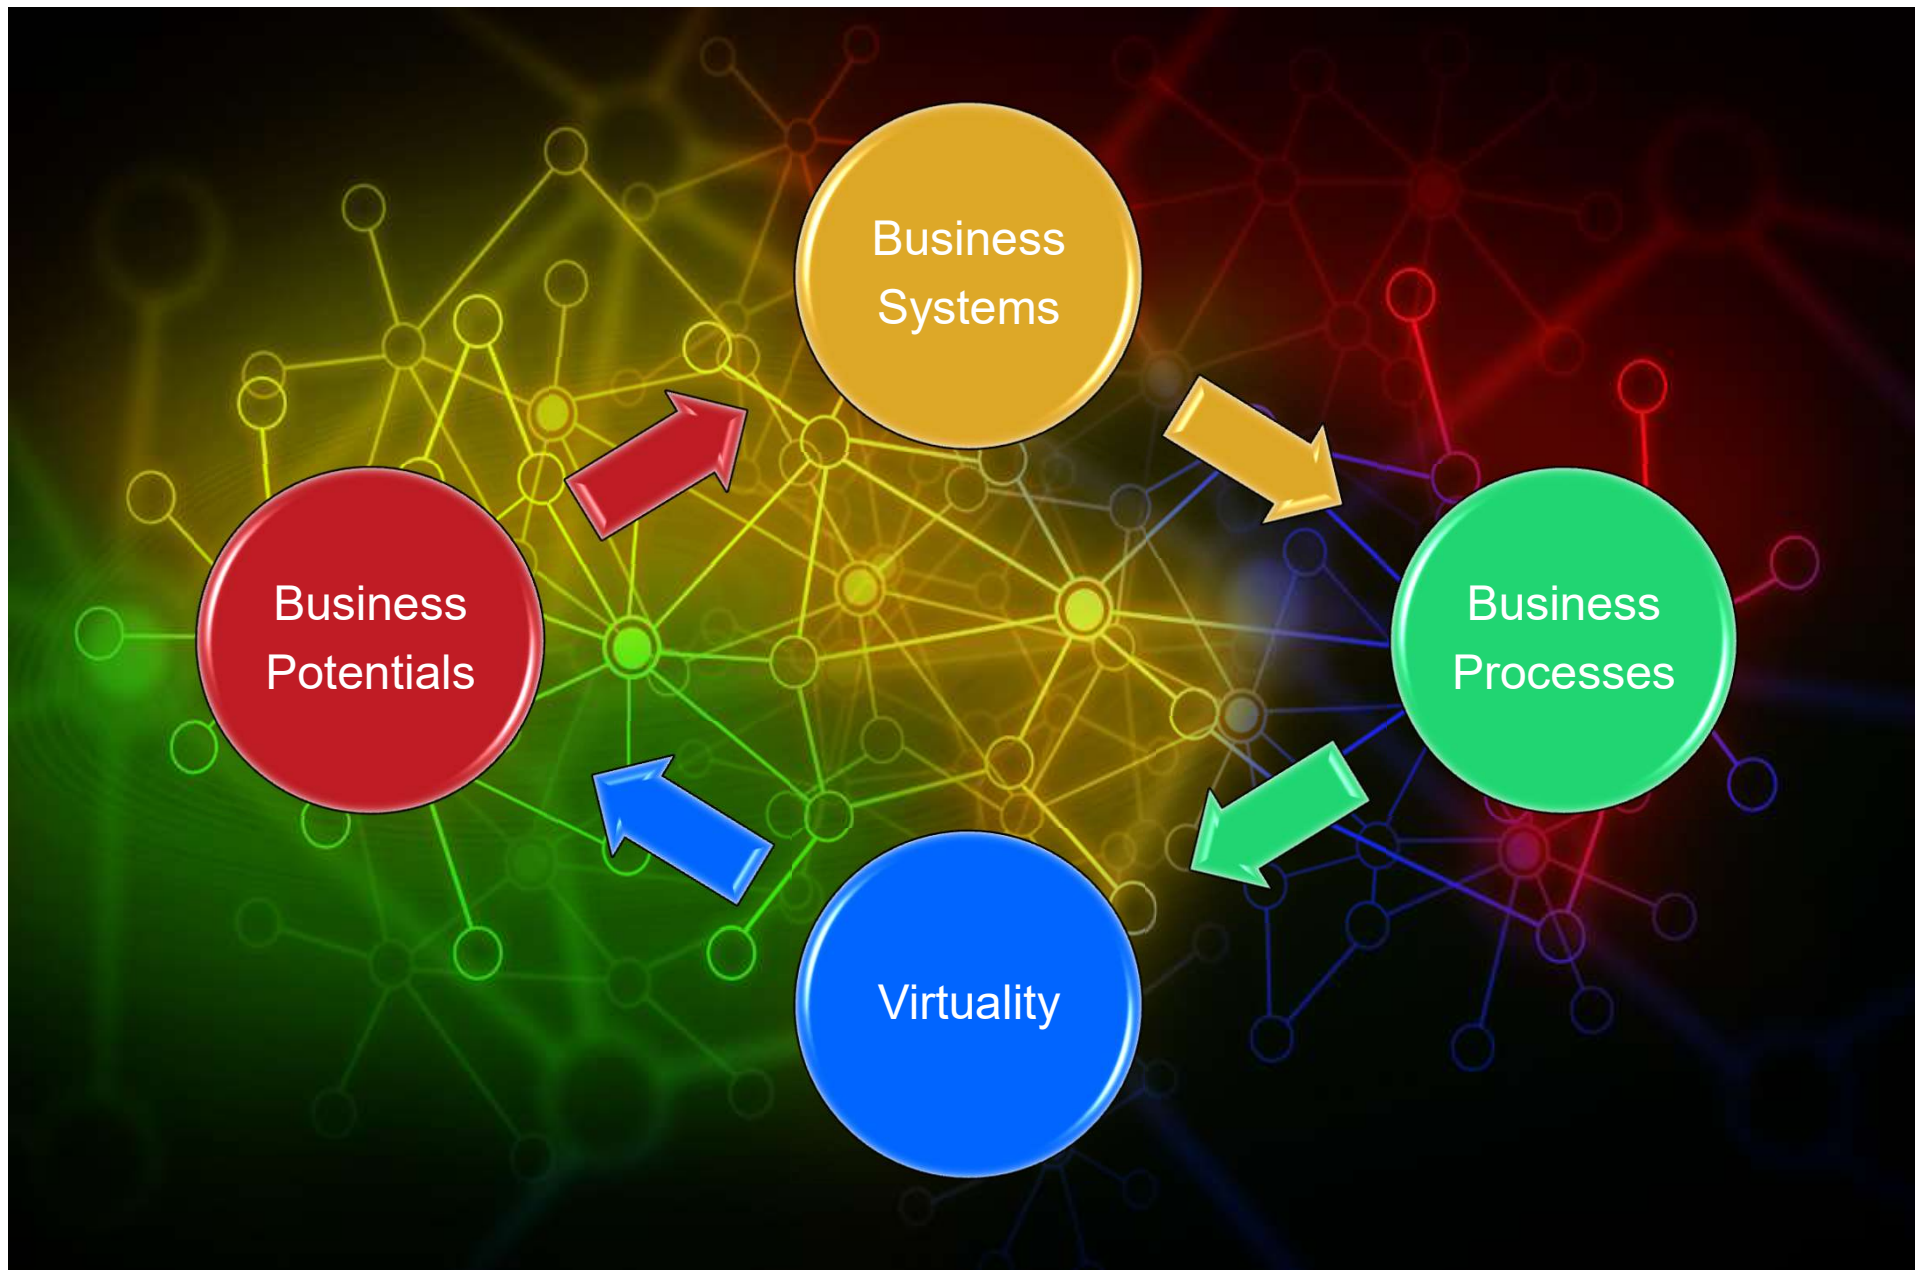 Business
Systems
Business
Processes
Virtuality
Business
Potentials